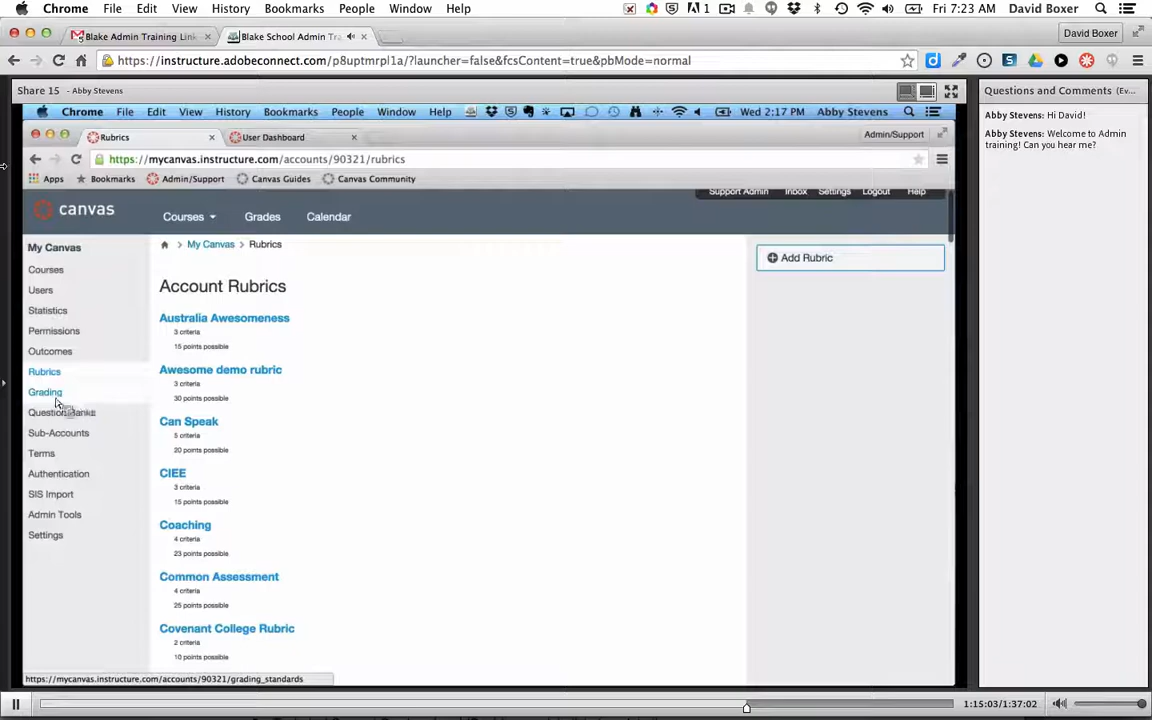 Chrome File Edit View History Bookmarks People Window Help 1 Fri 7:23 AM David Boxer
Blake Admin Training Lin × Blake School Admin Tra × David Boxer
https://instructure.adobeconnect.com/p8uptmrpl1a/?launcher=false&fcsContent=true&pbMode=normal
Share 15 - Abby Stevens
Questions and Comments (Ev...
Chrome File Edit View History Bookmarks People Window Help Wed 2:17 PM Abby Stevens
Abby Stevens: Hi David!
Abby Stevens: Welcome to Admin
training! Can you hear me?
Rubrics × User Dashboard × Admin/Support
https://mycanvas.instructure.com/accounts/90321/rubrics
Apps Bookmarks Admin/Support Canvas Guides Canvas Community
Support Admin Inbox Settings Logout Help
canvas Courses Grades Calendar
My Canvas
Courses
Users
Statistics
Permissions
Outcomes
Rubrics
Grading
Question Banks
Sub-Accounts
Terms
Authentication
SIS Import
Admin Tools
Settings
My Canvas > Rubrics
Add Rubric
Account Rubrics
Australia Awesomeness
3 criteria
15 points possible
Awesome demo rubric
3 criteria
30 points possible
Can Speak
5 criteria
20 points possible
CIEE
3 criteria
15 points possible
Coaching
4 criteria
23 points possible
Common Assessment
4 criteria
25 points possible
Covenant College Rubric
2 criteria
10 points possible
https://mycanvas.instructure.com/accounts/90321/grading_standards
1:15:03/1:37:02